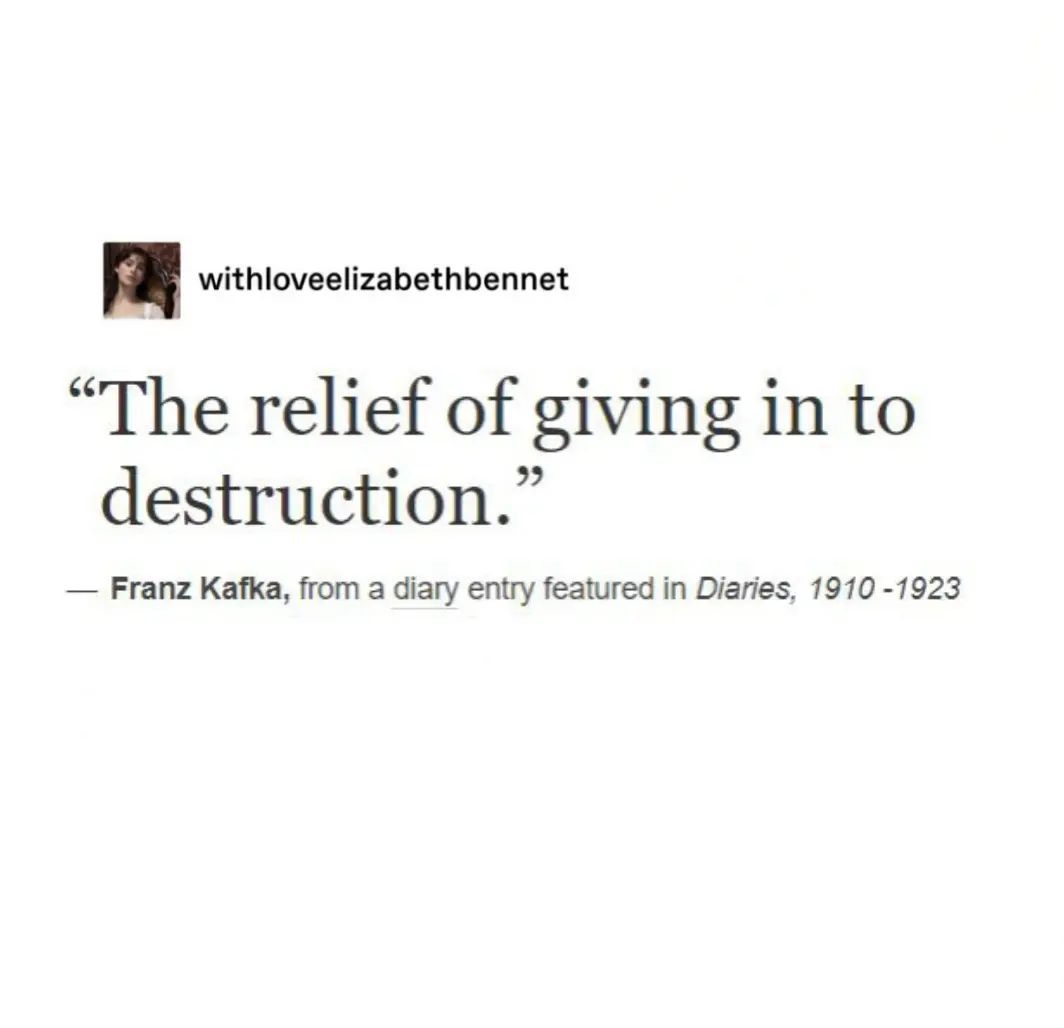 withloveelizabethbennet
“The relief of giving in to
destruction.”
— Franz Kafka, from a diary entry featured in Diaries, 1910 -1923